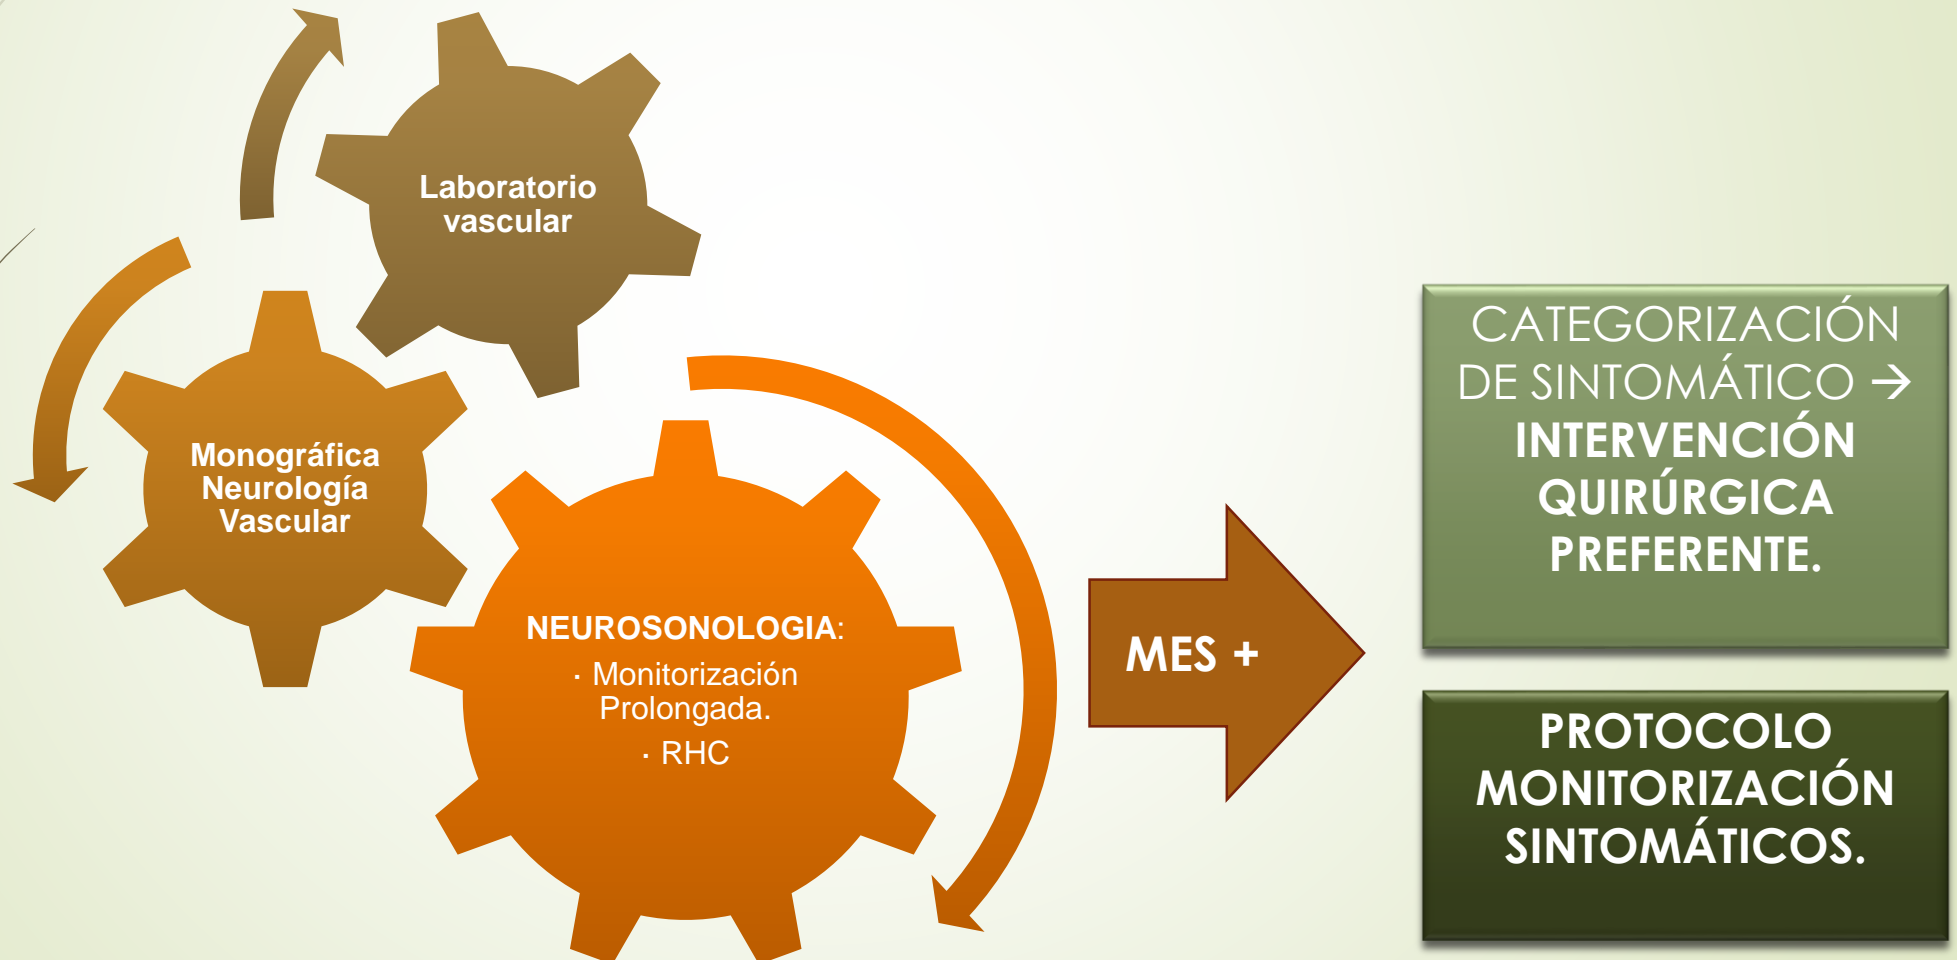 Laboratorio
vascular
Monográfica
Neurología
Vascular
NEUROSONOLOGIA:
· Monitorización
Prolongada.
· RHC
MES +
CATEGORIZACIÓN
DE SINTOMÁTICO →
INTERVENCIÓN
QUIRÚRGICA
PREFERENTE.
PROTOCOLO
MONITORIZACIÓN
SINTOMÁTICOS.